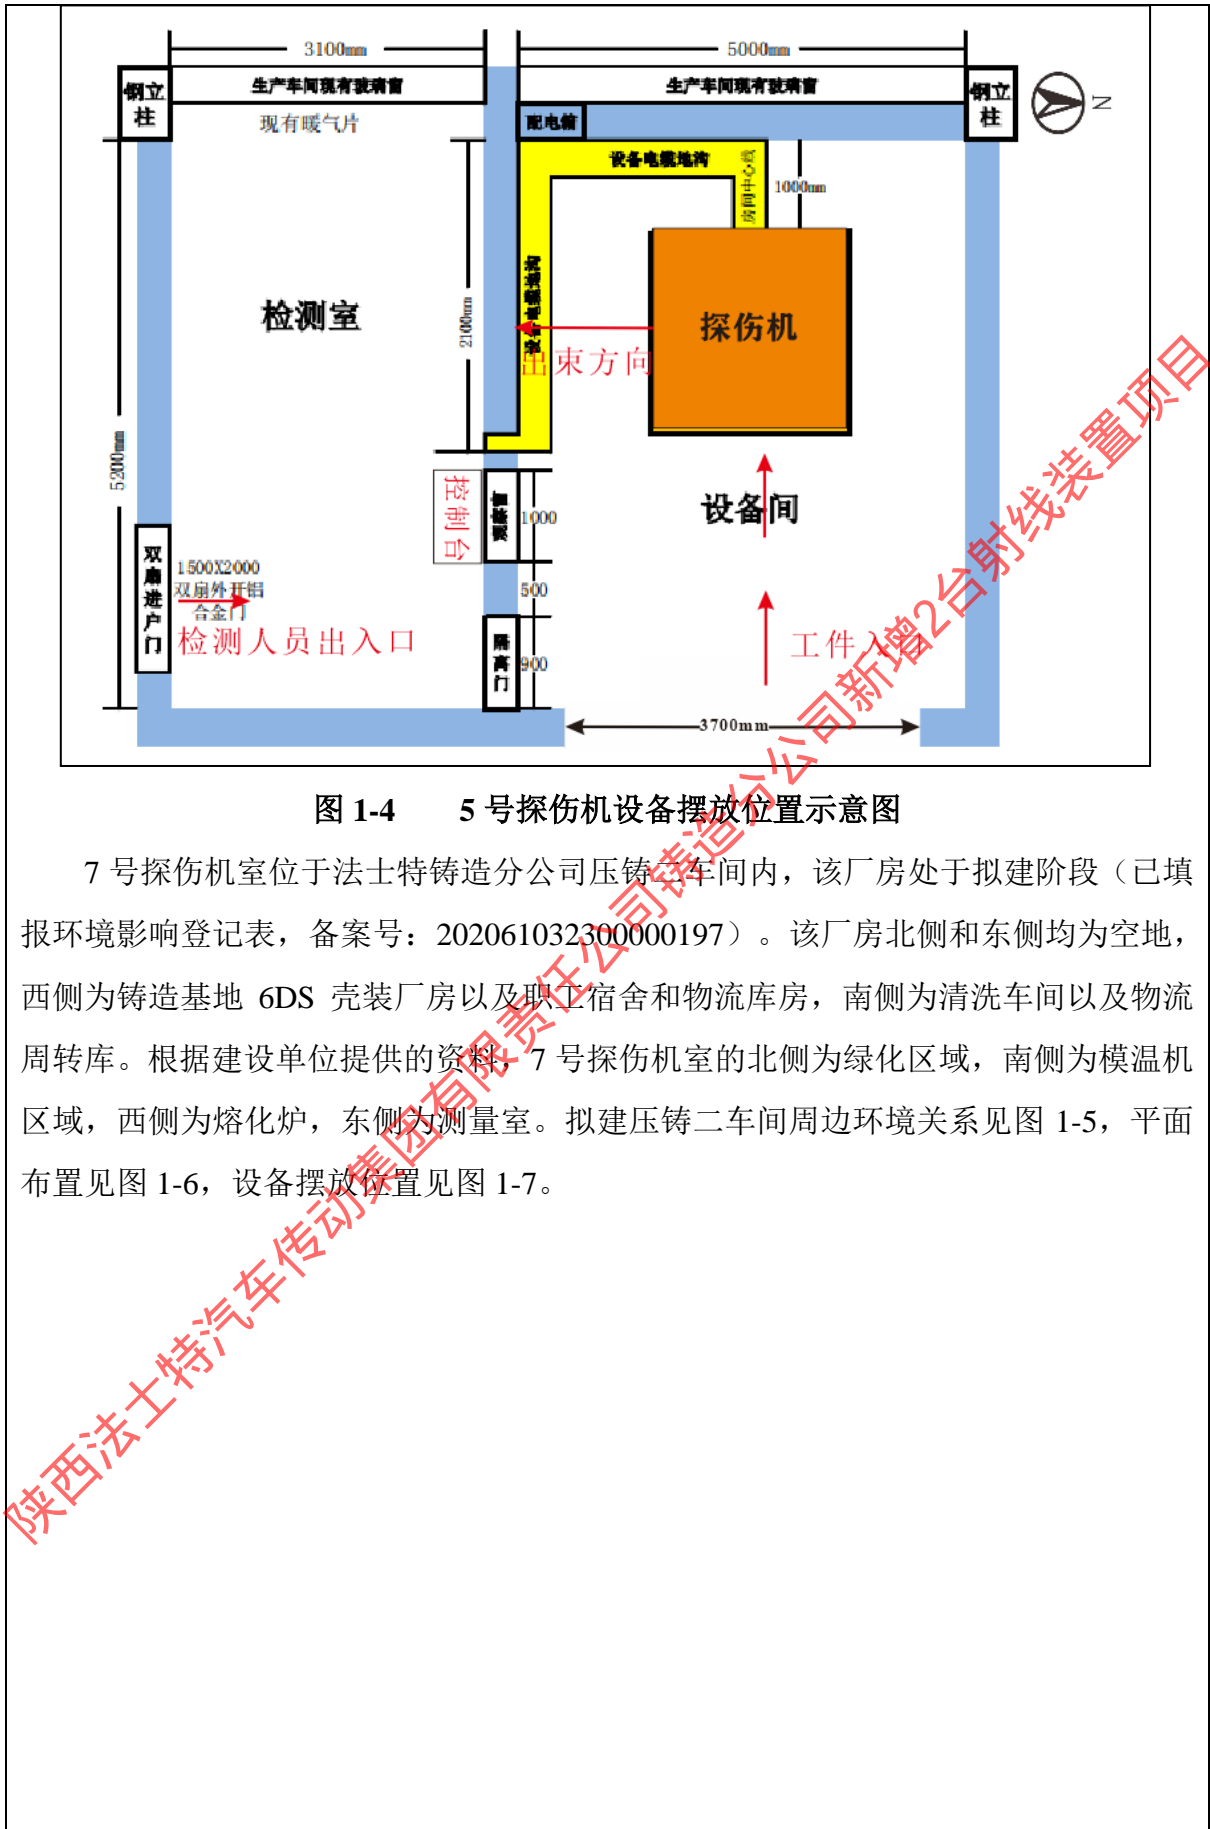 3100mm
5000mm
生产车间现有玻璃窗
生产车间现有玻璃窗
钢立柱
钢立柱
N
现有暖气片
配电箱
设备电缆地沟
房间中心线
1000mm
设备电缆地沟
2100mm
检测室
探伤机
出束方向
5200mm
控制台
观察窗
1000
设备间
双扇进户门
1500X2000
双扇外开铝
合金门
500
检测人员出入口
隔离门
900
工件入口
3700mm
图 1-4 5 号探伤机设备摆放位置示意图
7 号探伤机室位于法士特铸造分公司压铸二车间内，该厂房处于拟建阶段（已填
报环境影响登记表，备案号：202061032300000197）。该厂房北侧和东侧均为空地，
西侧为铸造基地 6DS 壳装厂房以及职工宿舍和物流库房，南侧为清洗车间以及物流
周转库。根据建设单位提供的资料，7 号探伤机室的北侧为绿化区域，南侧为模温机
区域，西侧为熔化炉，东侧为测量室。拟建压铸二车间周边环境关系见图 1-5，平面
布置见图 1-6，设备摆放位置见图 1-7。
陕西法士特汽车传动集团有限责任公司铸造分公司新增2台射线装置项目